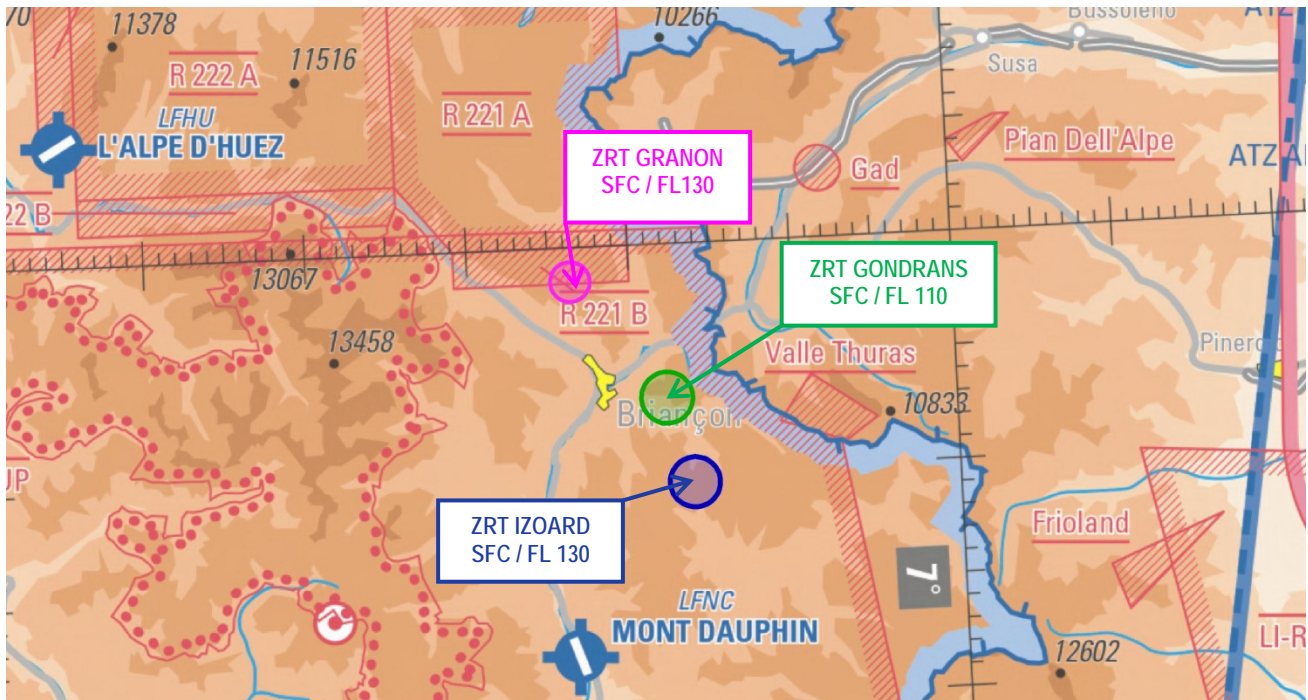 70
11378
10266
Bussoleno
ATZ
R 222 A
11516
Susa
LFHU
L'ALPE D'HUEZ
R 221 A
ZRT GRANON
SFC / FL130
Gad
Pian Dell'Alpe
ATZ A
22 B
13067
R 221 B
ZRT GONDRANS
SFC / FL 110
13458
Valle Thuras
Briançon
10833
JP
ZRT IZOARD
SFC / FL 130
Frioland
7°
LFNC
MONT DAUPHIN
LI-R
12602